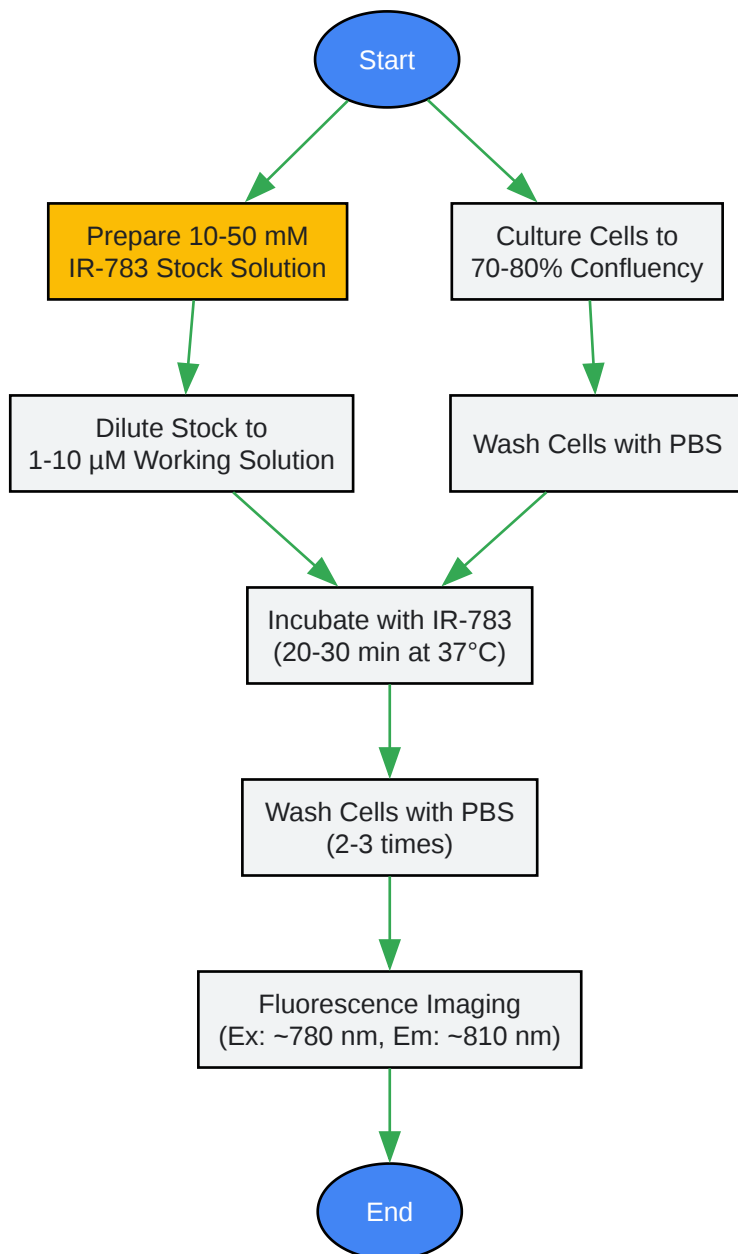 Start
Prepare 10-50 mM
IR-783 Stock Solution
Culture Cells to
70-80% Confluency
Dilute Stock to
1-10 µM Working Solution
Wash Cells with PBS
Incubate with IR-783
(20-30 min at 37°C)
Wash Cells with PBS
(2-3 times)
Fluorescence Imaging
(Ex: ~780 nm, Em: ~810 nm)
End